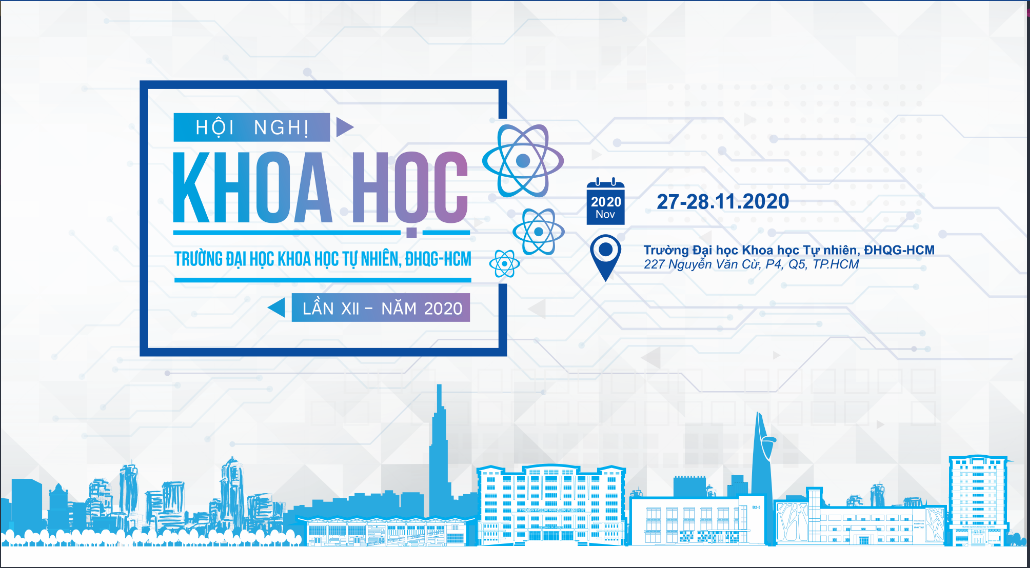 HỘI NGHỊ
KHOA HỌC
TRƯỜNG ĐẠI HỌC KHOA HỌC TỰ NHIÊN, ĐHQG-HCM
LẦN XII – NĂM 2020
2020
Nov
27-28.11.2020
Trường Đại học Khoa học Tự nhiên, ĐHQG-HCM
227 Nguyễn Văn Cừ, P4, Q5, TP.HCM